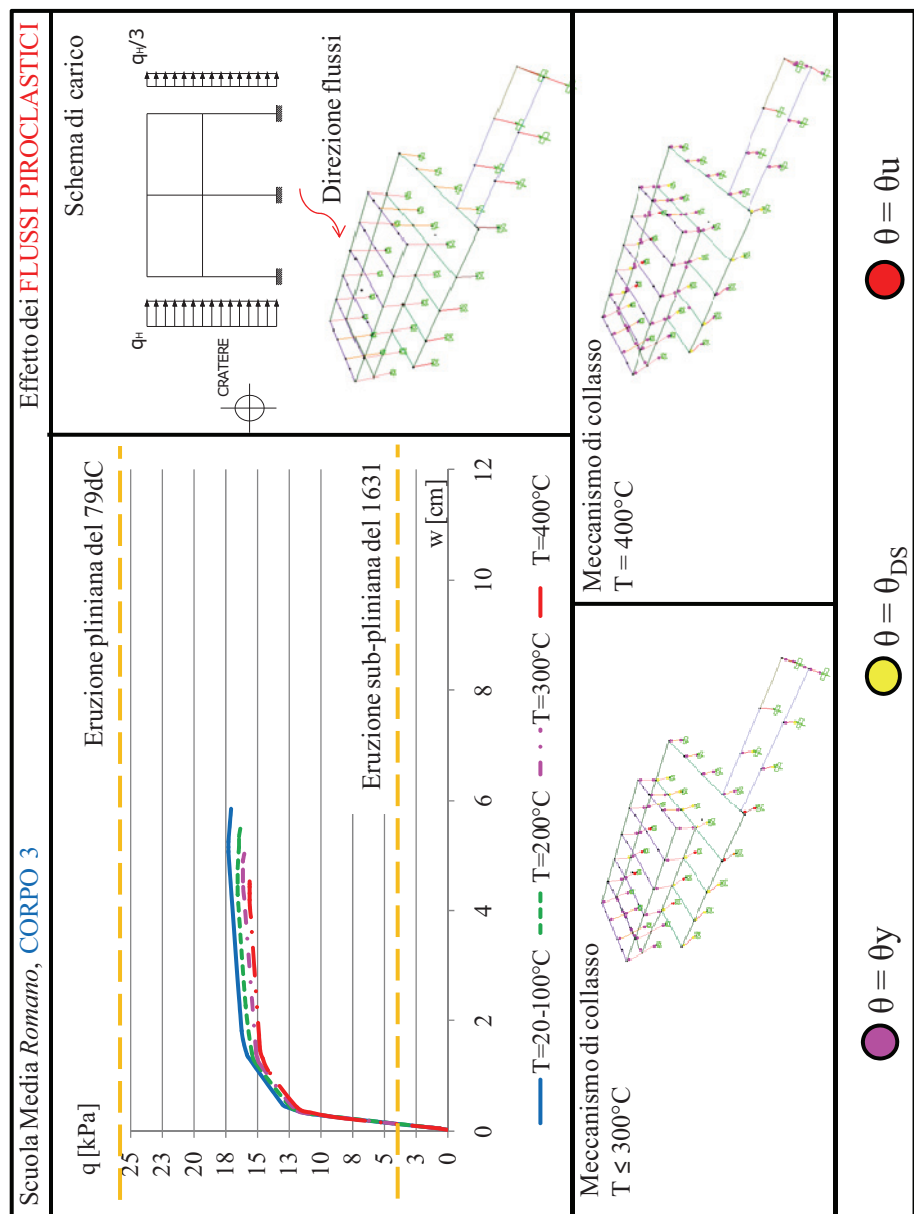 Scuola Media Romano, CORPO 3
Effetto dei FLUSSI PIROCLASTICI
q [kPa]
25
23
20
18
15
13
10
8
5
3
0
Eruzione pliniana del 79dC
Eruzione sub-pliniana del 1631
w [cm]
0
2
4
6
8
10
12
T=20-100°C
T=200°C
T=300°C
T=400°C
Schema di carico
qH
qH/3
CRATERE
Direzione flussi
Meccanismo di collasso
T ≤ 300°C
Meccanismo di collasso
T = 400°C
θ = θy
θ = θDS
θ = θu